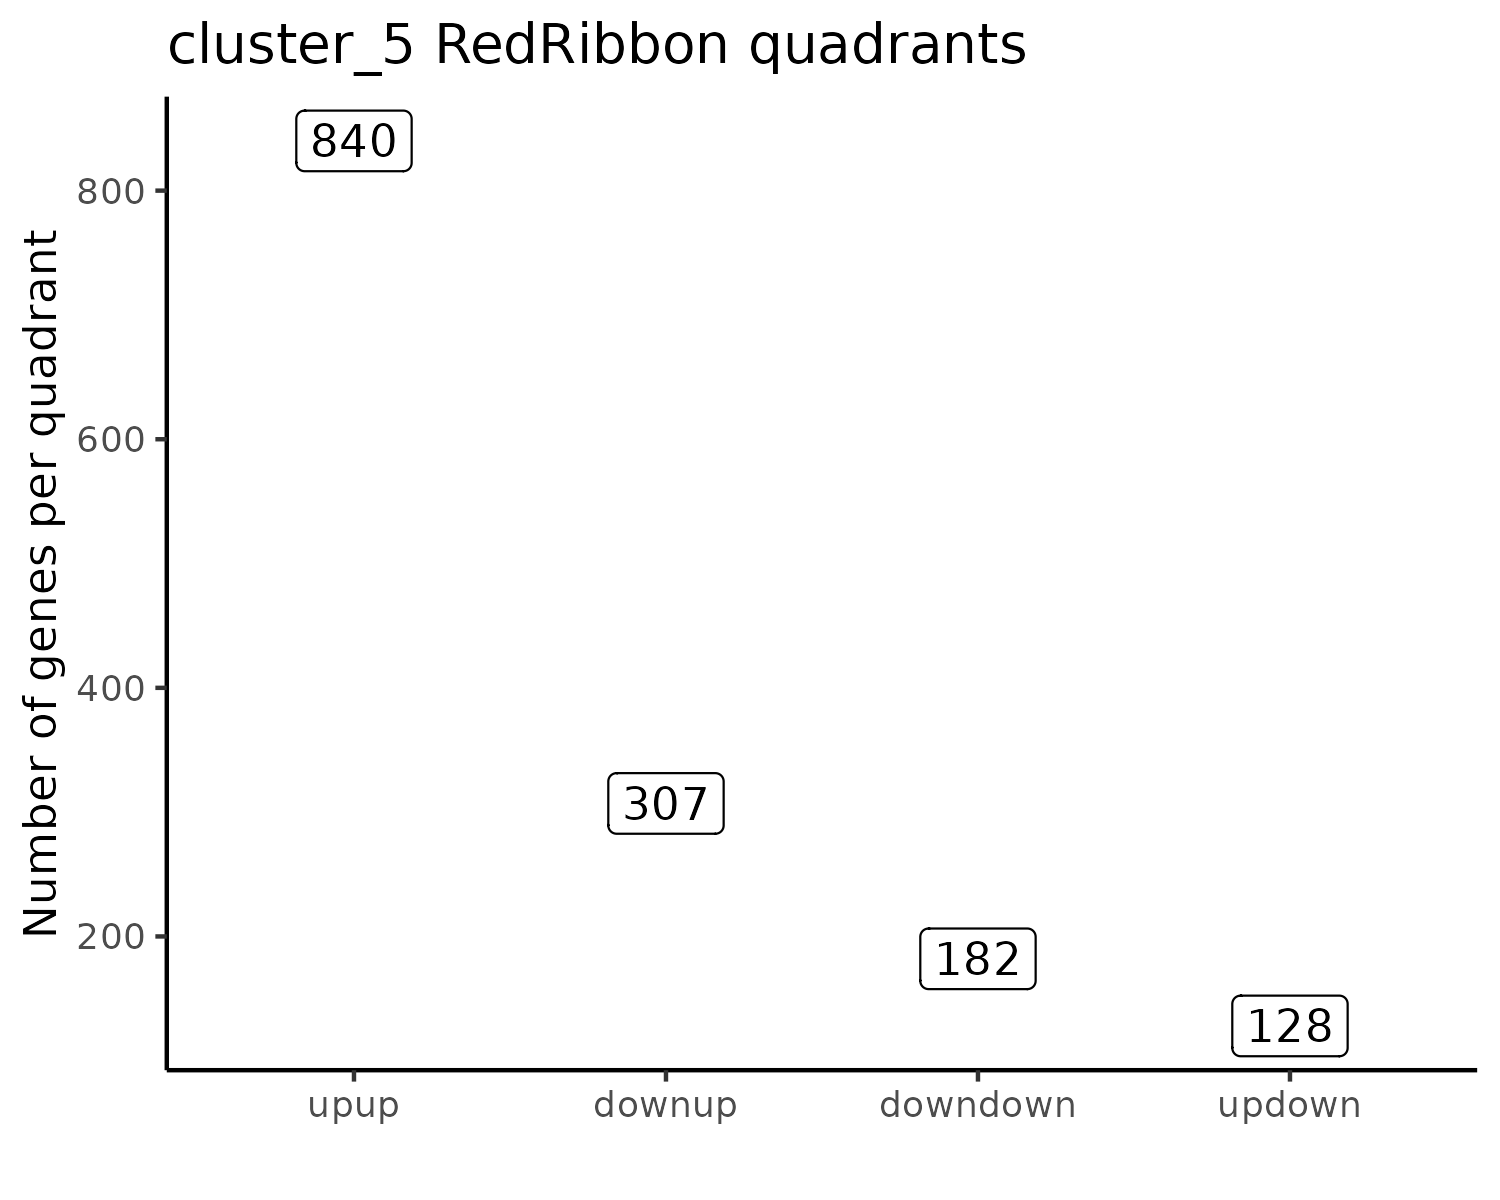 cluster_5 RedRibbon quadrants
Number of genes per quadrant
800
600
400
200
840
307
182
128
upup
downup
downdown
updown